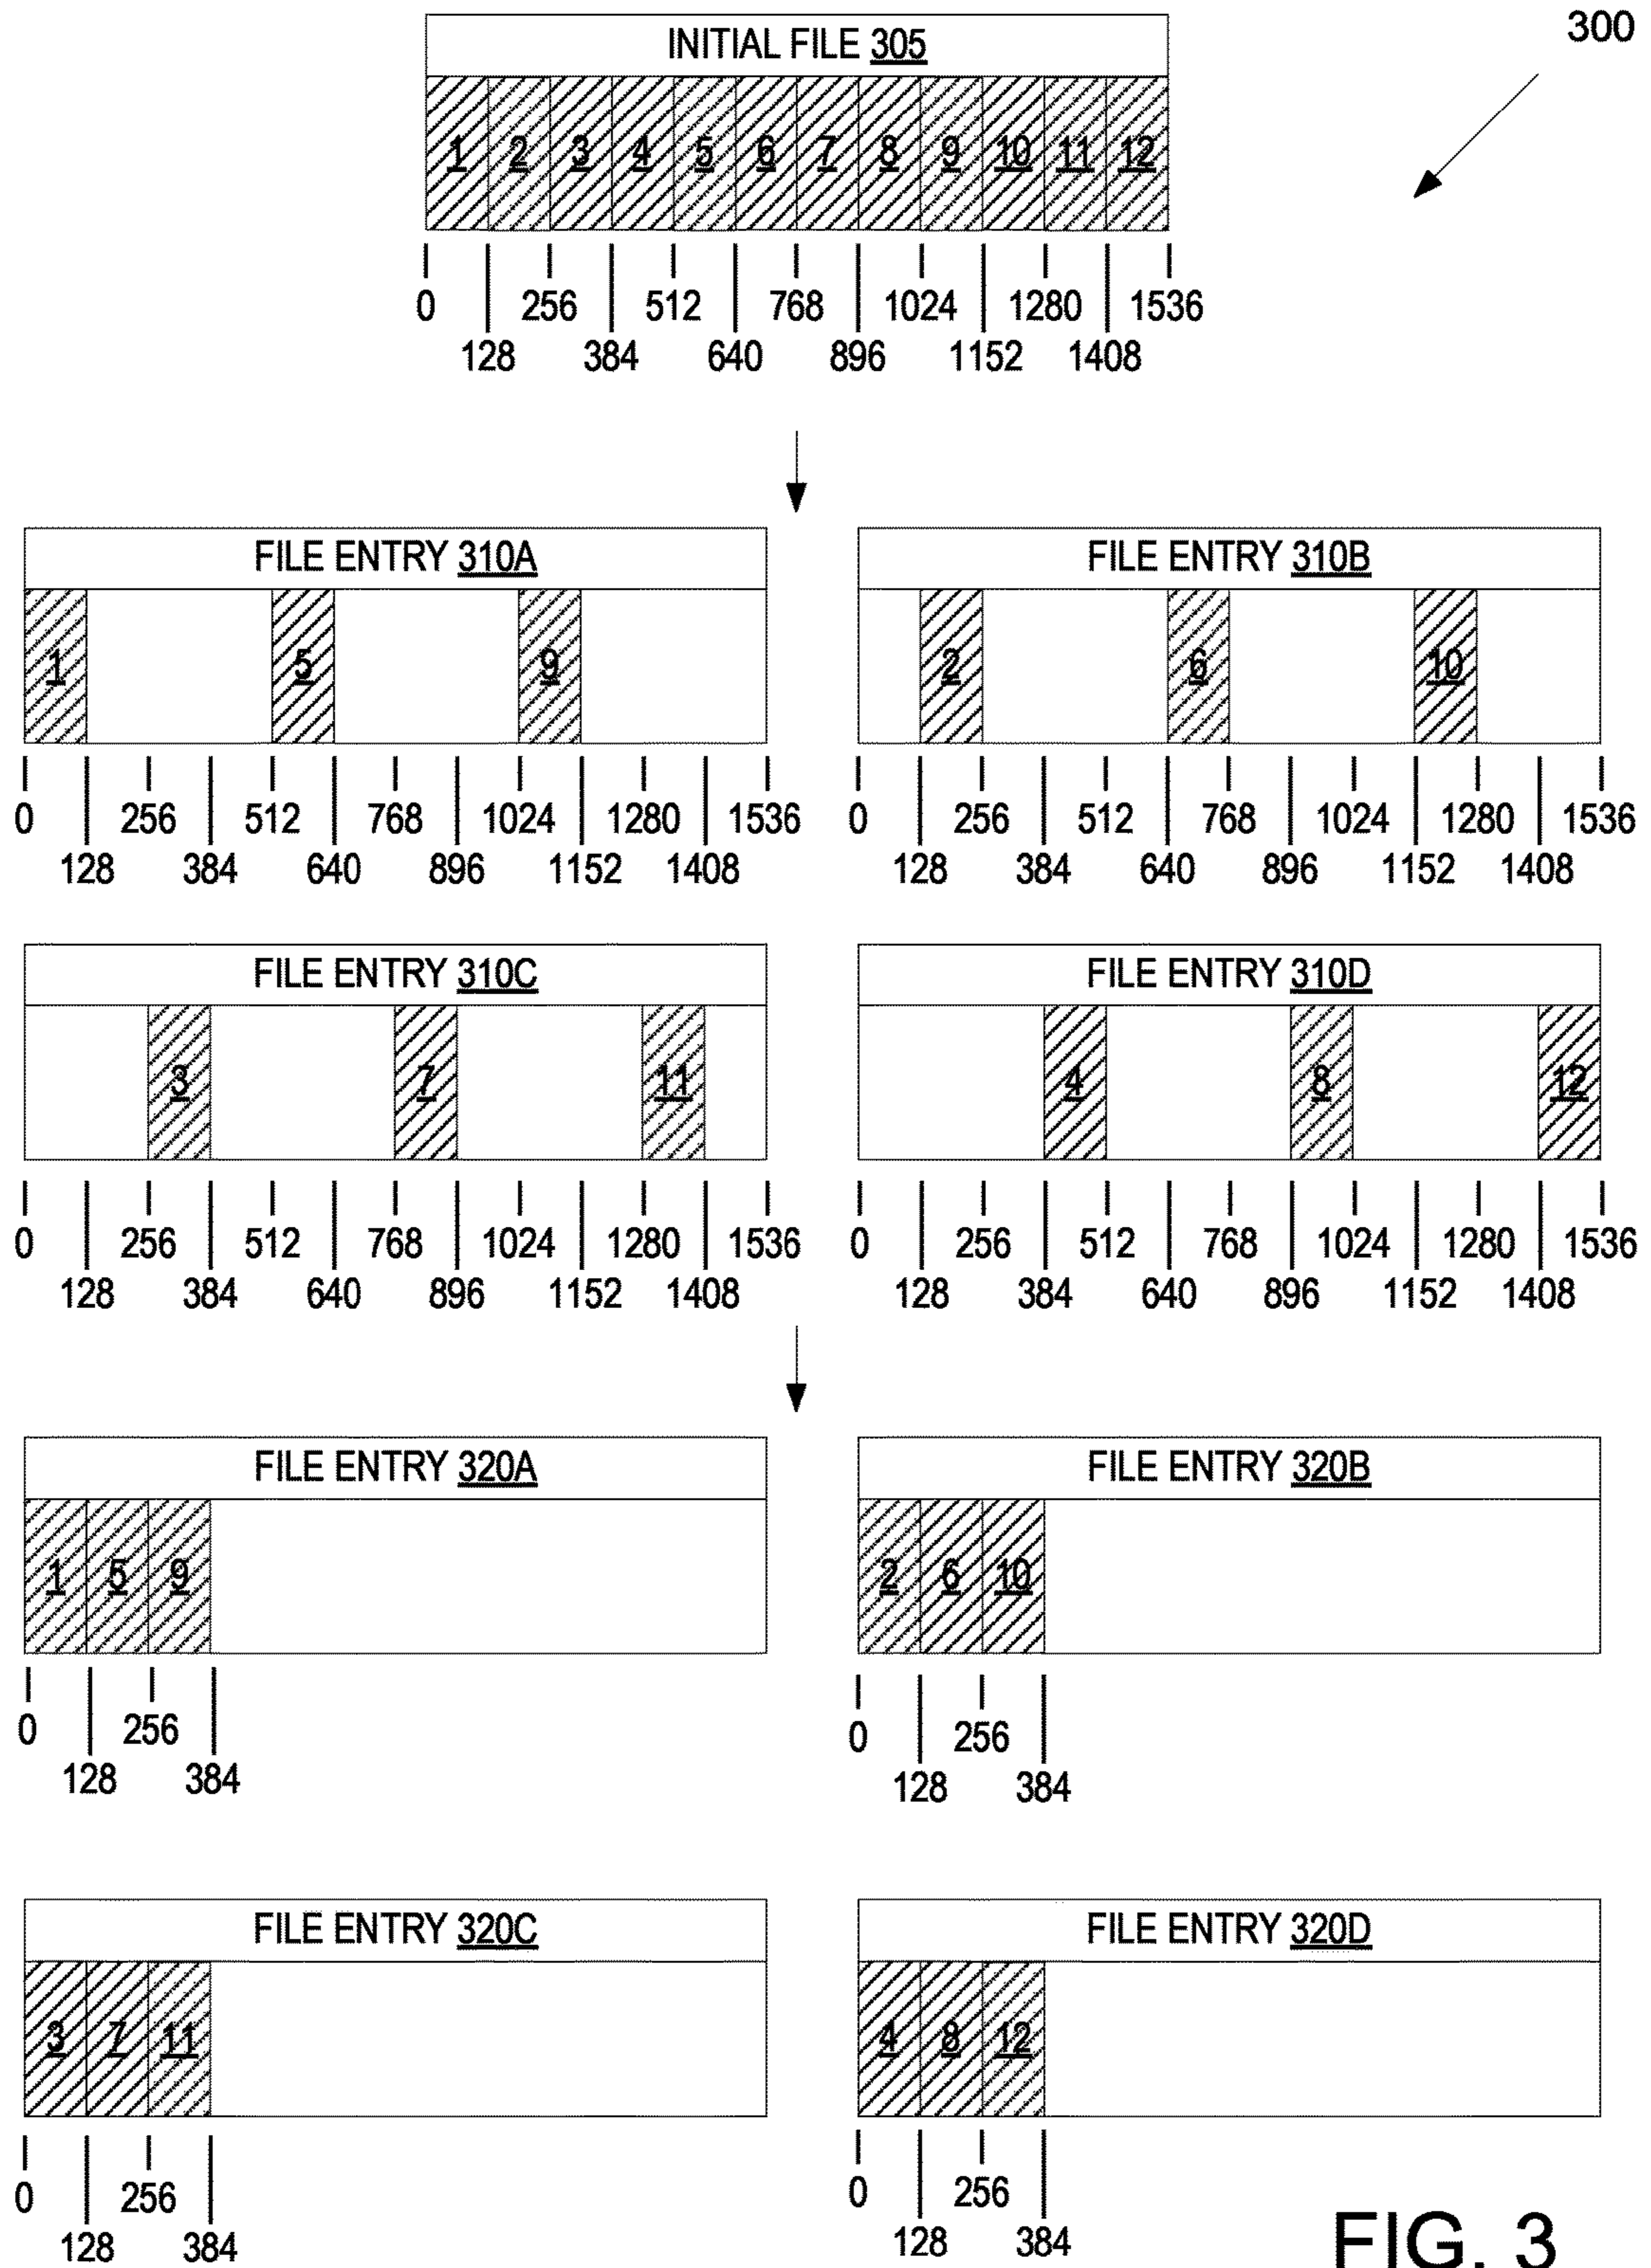 300
INITIAL FILE 305
1 2 3 4 5 6 7 8 9 10 11 12
0 256 512 768 1024 1280 1536
128 384 640 896 1152 1408
FILE ENTRY 310A
1 5 9
0 256 512 768 1024 1280 1536
128 384 640 896 1152 1408
FILE ENTRY 310B
2 6 10
0 256 512 768 1024 1280 1536
128 384 640 896 1152 1408
FILE ENTRY 310C
3 7 11
0 256 512 768 1024 1280 1536
128 384 640 896 1152 1408
FILE ENTRY 310D
4 8 12
0 256 512 768 1024 1280 1536
128 384 640 896 1152 1408
FILE ENTRY 320A
1 5 9
0 256
128 384
FILE ENTRY 320B
2 6 10
0 256
128 384
FILE ENTRY 320C
3 7 11
0 256
128 384
FILE ENTRY 320D
4 8 12
0 256
128 384
FIG. 3